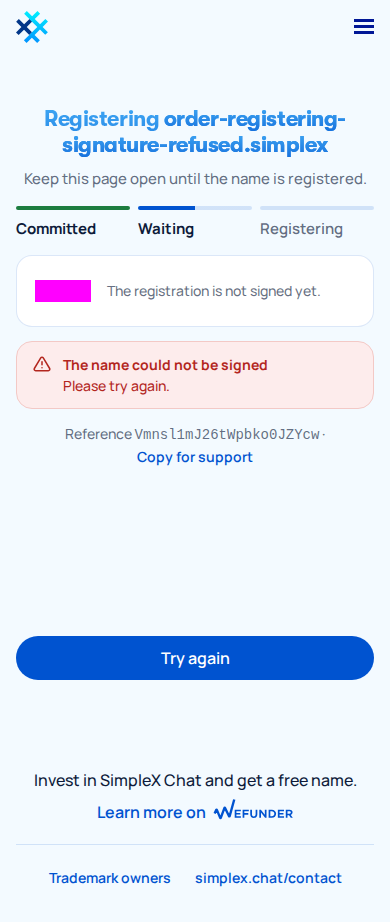 Registering order-registering-
signature-refused.simplex
Keep this page open until the name is registered.
Committed
Waiting
Registering
The registration is not signed yet.
The name could not be signed
Please try again.
Reference Vmnsl1mJ26tWpbko0JZYcw ·
Copy for support
Try again
Invest in SimpleX Chat and get a free name.
Learn more on WEFUNDER
Trademark owners
simplex.chat/contact